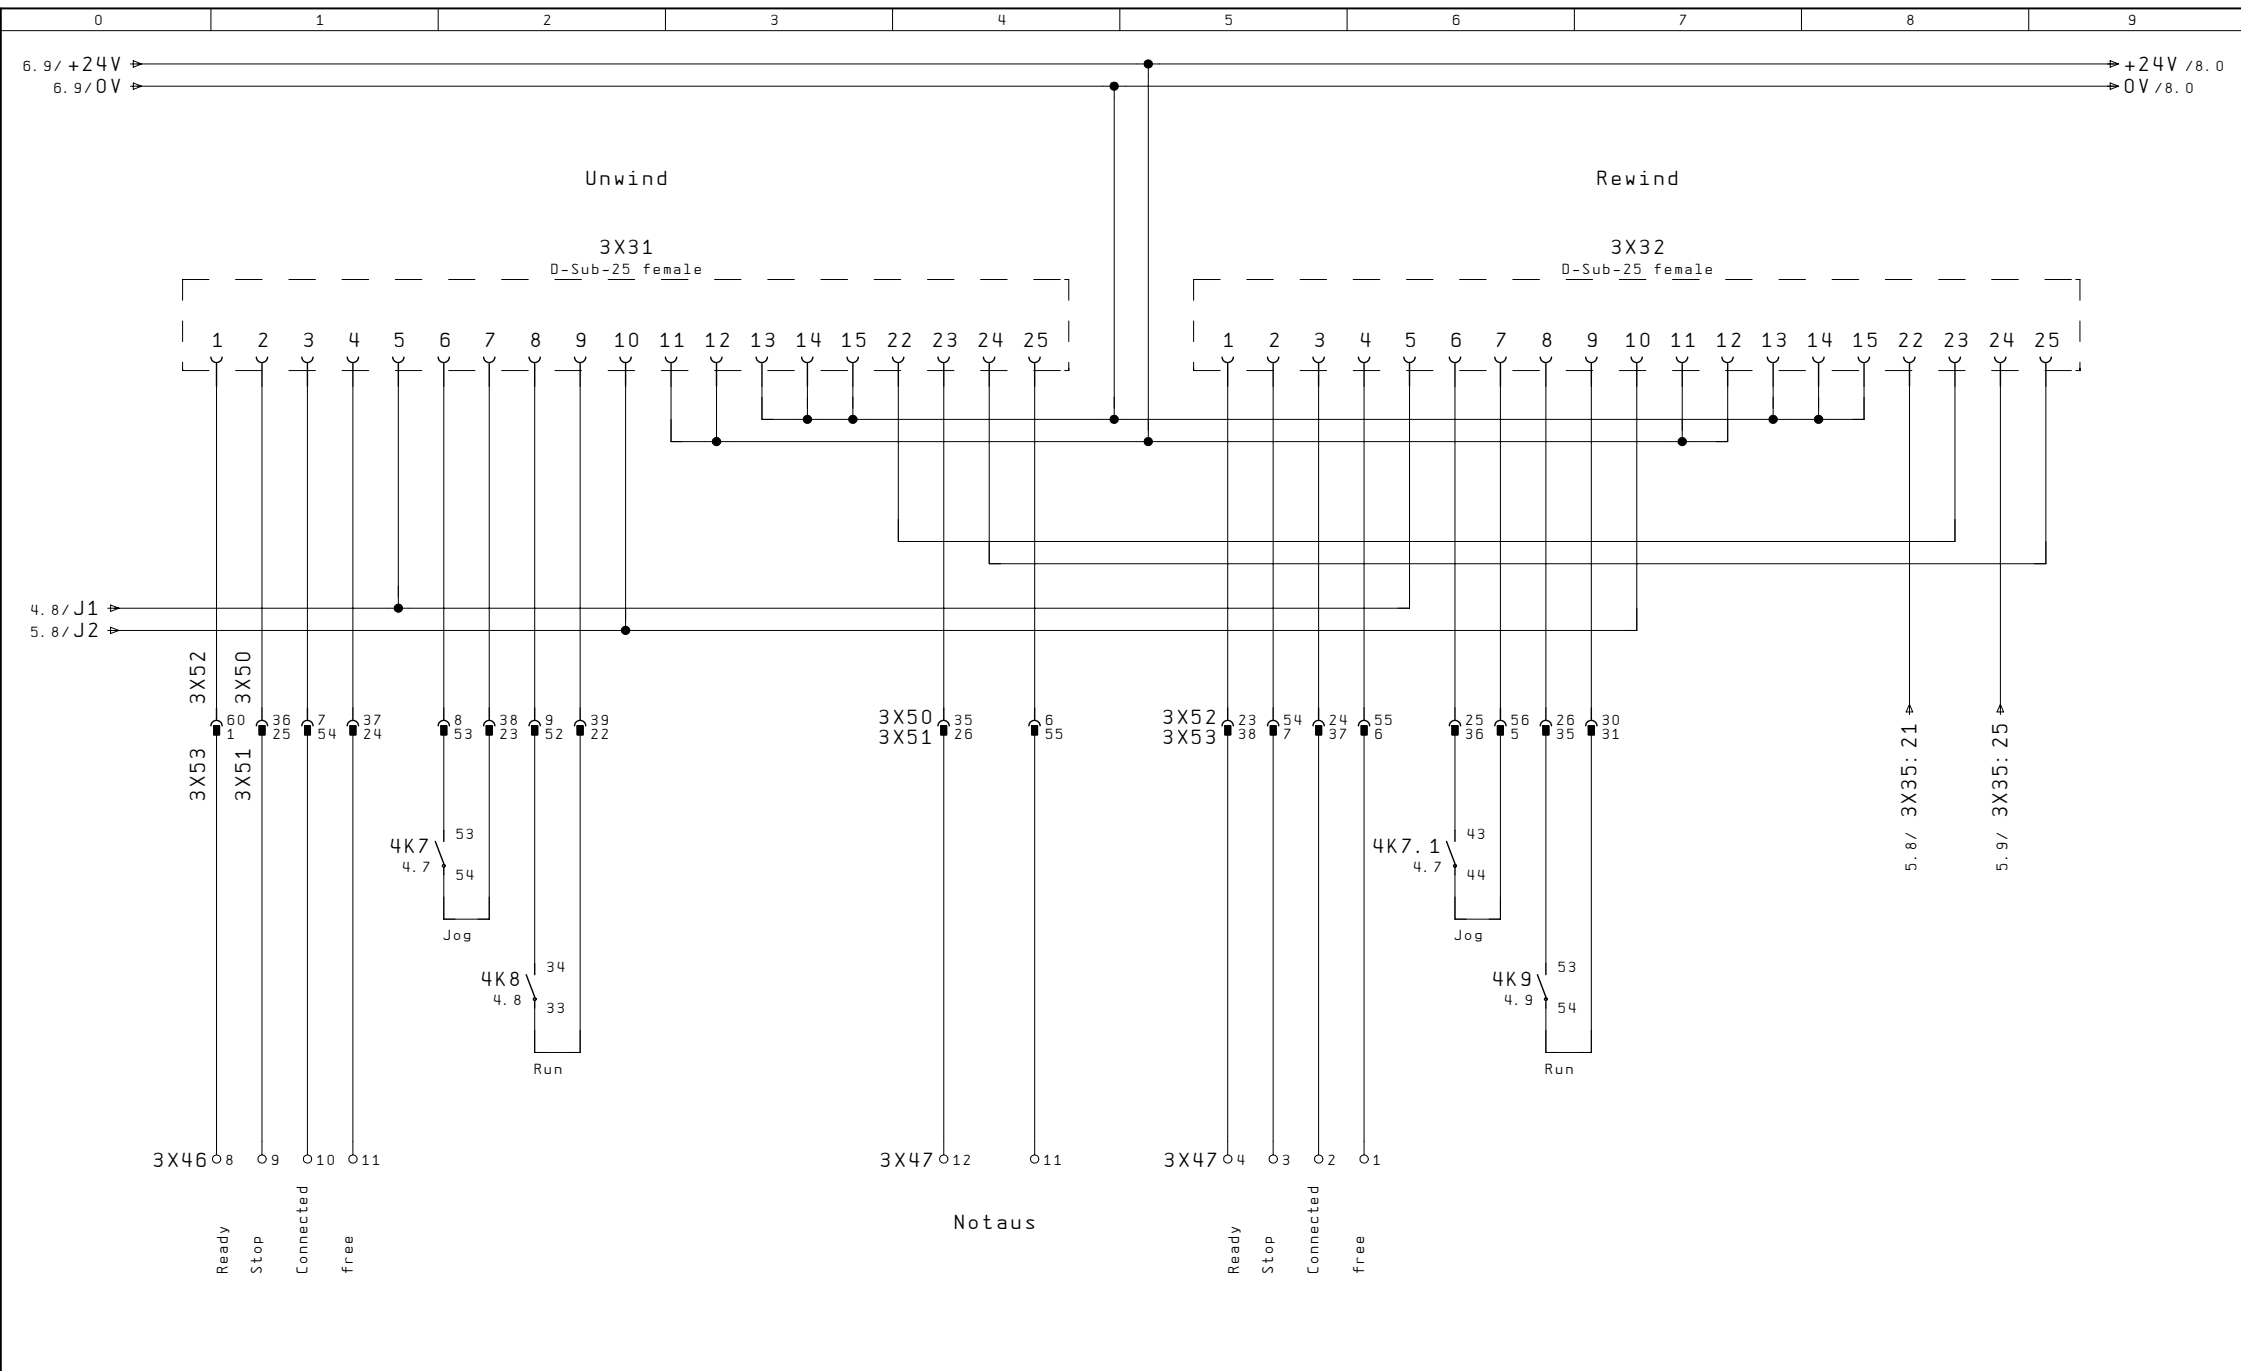 0 1 2 3 4 5 6 7 8 9
6.9/+24V +24V/8.0
6.9/0V 0V/8.0
Unwind Rewind
3X31 3X32
D-Sub-25 female D-Sub-25 female
1 2 3 4 5 6 7 8 9 10 11 12 13 14 15 22 23 24 25 1 2 3 4 5 6 7 8 9 10 11 12 13 14 15 22 23 24 25
4.8/J1
5.8/J2
3X52 3X50
60 36 7 37 8 38 9 39 3X50 35 6 3X52 23 54 24 55 25 56 26 30
1 25 54 24 53 23 52 22 3X51 26 55 3X53 38 7 37 6 36 5 35 31
3X53 3X51
5.8/ 3X35:21 5.9/ 3X35:25
53 43
4K7 4K7.1
4.7 4.7
54 44
Jog Jog
34 53
4K8 4K9
4.8 4.9
33 54
Run Run
3X46 8 9 10 11 3X47 12 11 3X47 4 3 2 1
Ready Stop Connected free Notaus Ready Stop Connected free